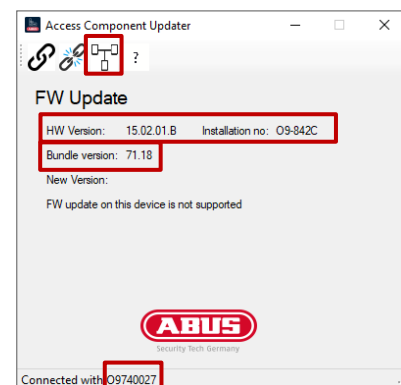 Access Component Updater
?
FW Update
HW Version: 15.02.01.B Installation no: O9-842C
Bundle version: 71.18
New Version:
FW update on this device is not supported
ABUS
Security Tech Germany
Connected with O9740027